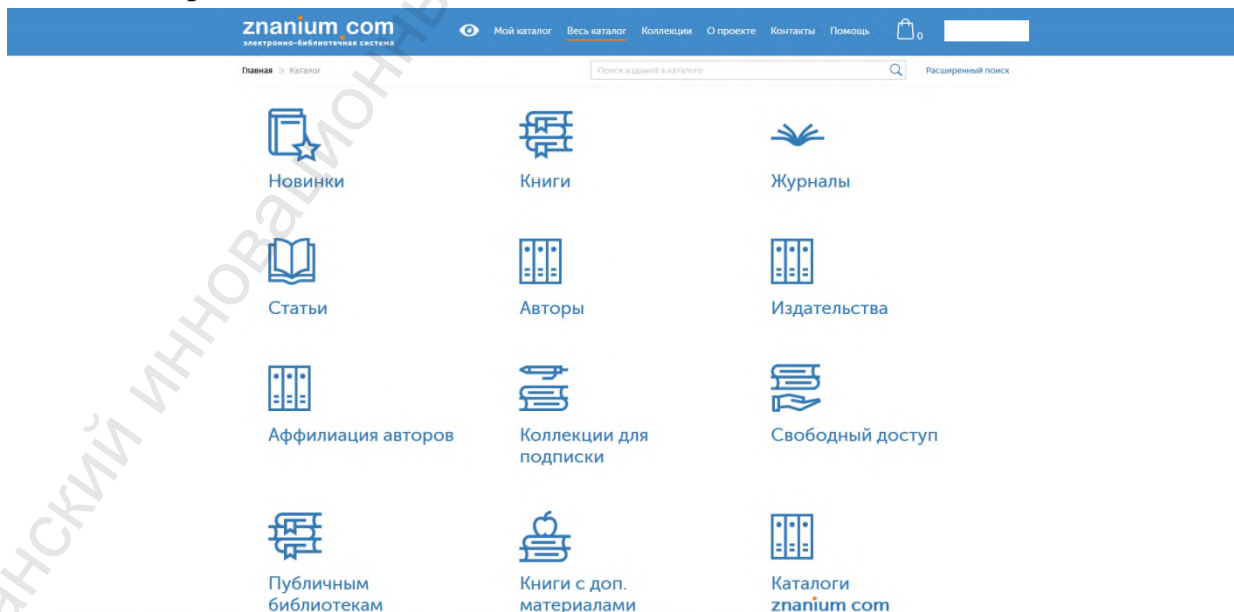 znanium.com
электронно-библиотечная система
Мой каталог Весь каталог Коллекции О проекте Контакты Помощь 0
Главная » Каталог
Поиск изданий в каталоге
Расширенный поиск
Новинки
Книги
Журналы
Статьи
Авторы
Издательства
Аффилиация авторов
Коллекции для
подписки
Свободный доступ
Публичным
библиотекам
Книги с доп.
материалами
Каталоги
znanium com
анский инновационны